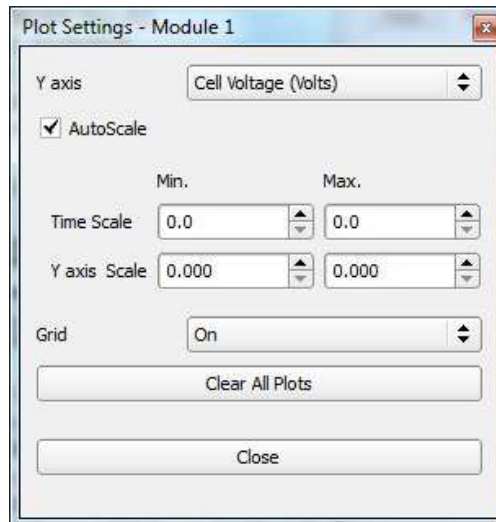 Plot Settings - Module 1
Y axis Cell Voltage (Volts)
AutoScale
Min. Max.
Time Scale 0.0 0.0
Y axis Scale 0.000 0.000
Grid On
Clear All Plots
Close